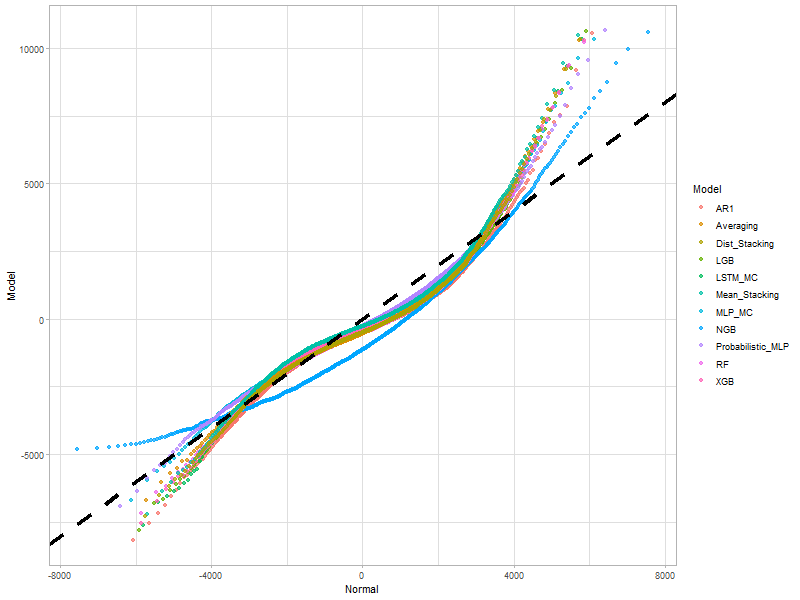 10000
5000
0
-5000
Model
-8000
-4000
0
4000
8000
Normal
Model
AR1
Averaging
Dist_Stacking
LGB
LSTM_MC
Mean_Stacking
MLP_MC
NGB
Probabilistic_MLP
RF
XGB